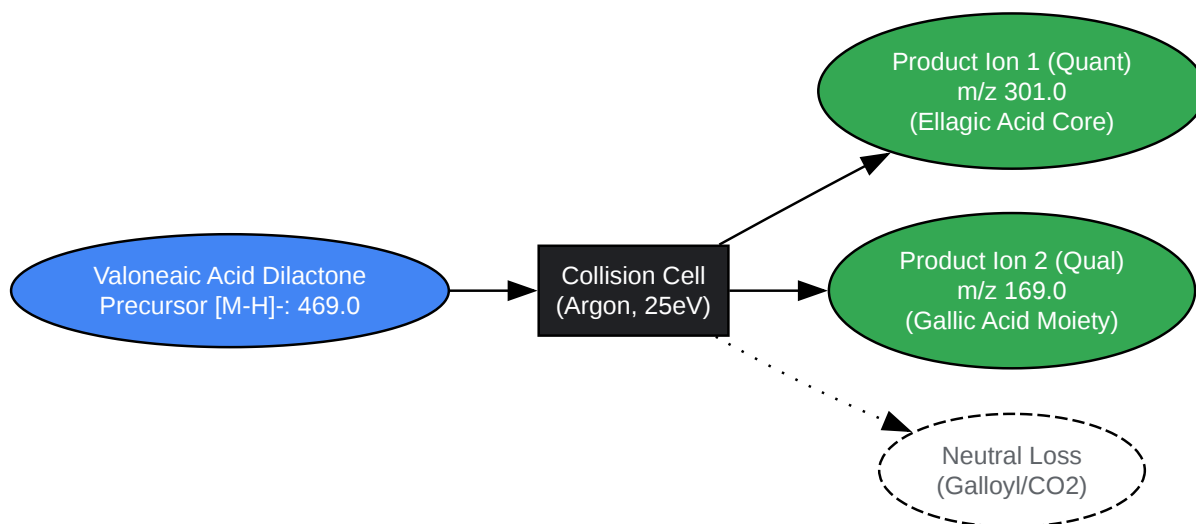 Product Ion 1 (Quant)
m/z 301.0
(Ellagic Acid Core)
Valoneaic Acid Dilactone
Precursor [M-H]-: 469.0
Collision Cell
(Argon, 25eV)
Product Ion 2 (Qual)
m/z 169.0
(Gallic Acid Moiety)
Neutral Loss
(Galloyl/CO2)